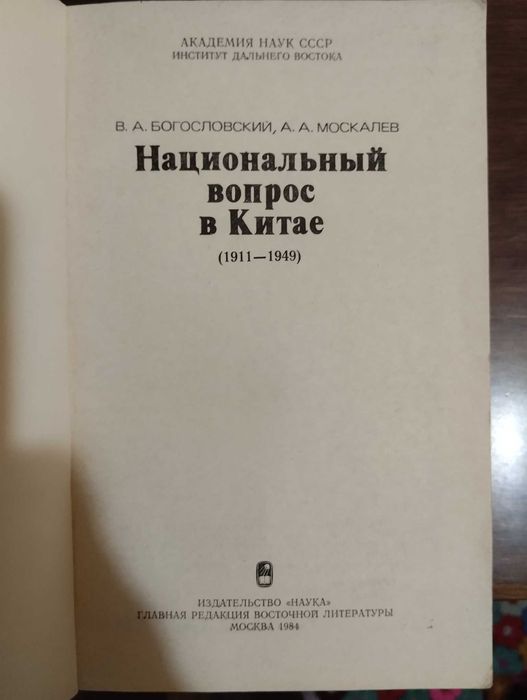 АКАДЕМИЯ НАУК СССР
ИНСТИТУТ ДАЛЬНЕГО ВОСТОКА
В. А. БОГОСЛОВСКИЙ, А. А. МОСКАЛЕВ
Национальный
вопрос
в Китае
(1911—1949)
ИЗДАТЕЛЬСТВО «НАУКА»
ГЛАВНАЯ РЕДАКЦИЯ ВОСТОЧНОЙ ЛИТЕРАТУРЫ
МОСКВА 1984